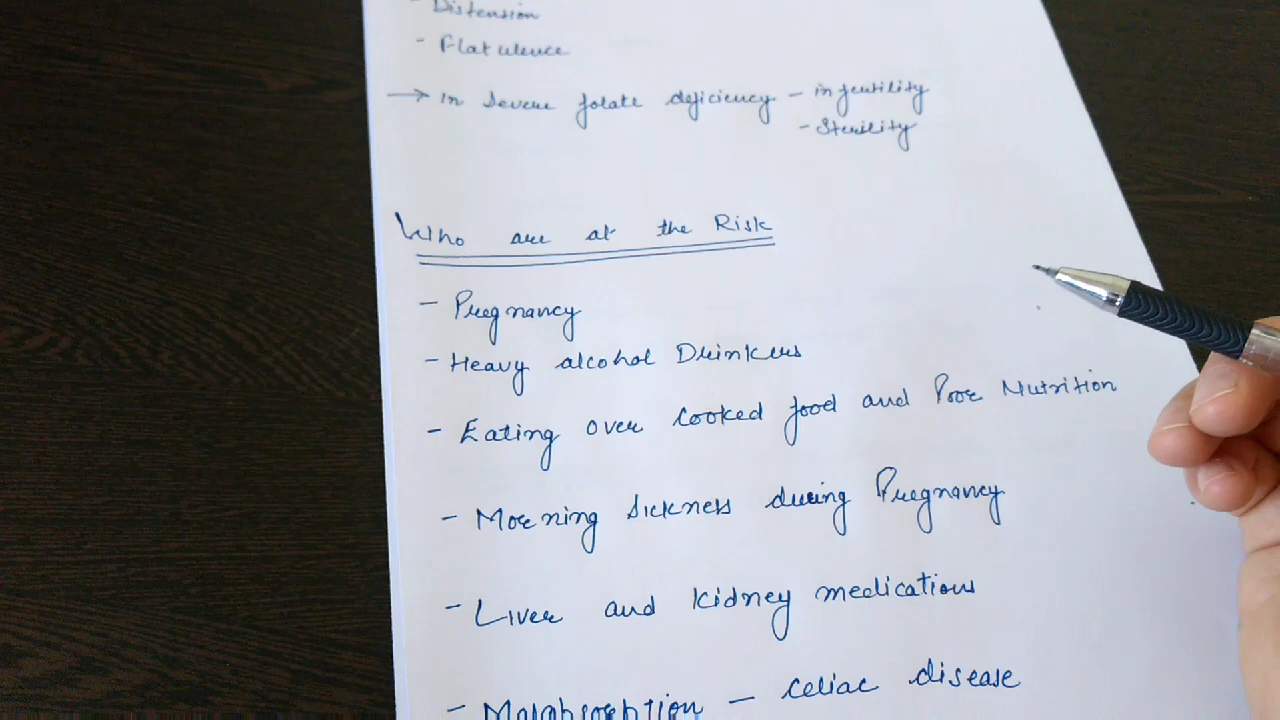 - Distension
- Flatulence
→ In Severe folate deficiency - infertility
- Sterility
Who are at the Risk
- Pregnancy
- Heavy alcohol Drinkers
- Eating over cooked food and Poor Nutrition
- Morning Sickness during Pregnancy
- Liver and kidney medications
- Malabsorption - celiac disease